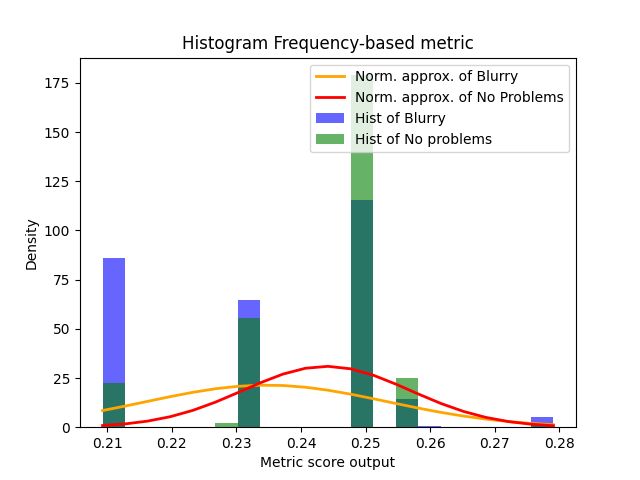 Histogram Frequency-based metric
Norm. approx. of Blurry
Norm. approx. of No Problems
Hist of Blurry
Hist of No problems
Density
175
150
125
100
75
50
25
0
0.21 0.22 0.23 0.24 0.25 0.26 0.27 0.28
Metric score output